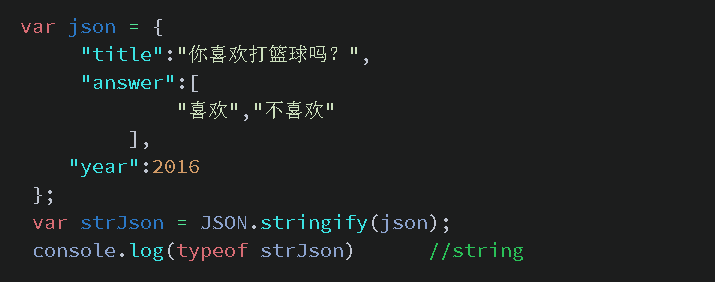 var json = {
"title":"你喜欢打篮球吗？",
"answer":[
"喜欢","不喜欢"
],
"year":2016
};
var strJson = JSON.stringify(json);
console.log(typeof strJson) //string